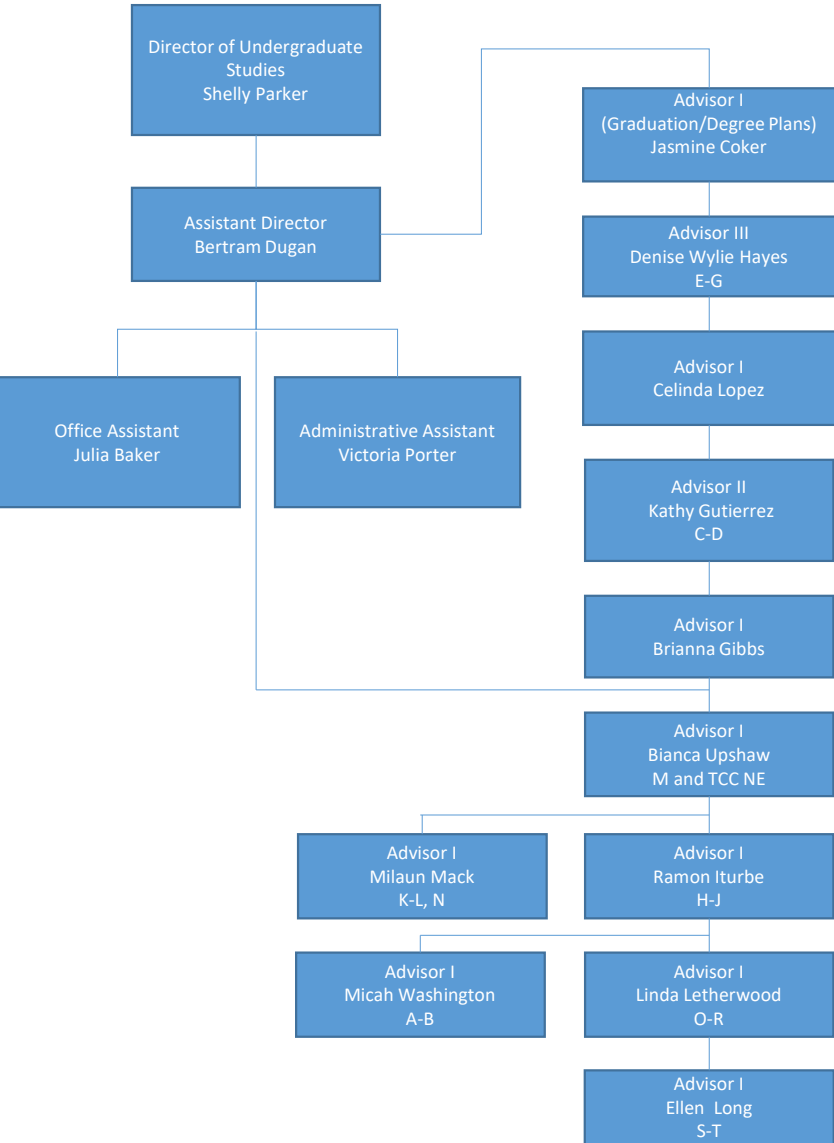 Director of Undergraduate
Studies
Shelly Parker
Advisor I
(Graduation/Degree Plans)
Jasmine Coker
Assistant Director
Bertram Dugan
Advisor III
Denise Wylie Hayes
E-G
Advisor I
Celinda Lopez
Office Assistant
Julia Baker
Administrative Assistant
Victoria Porter
Advisor II
Kathy Gutierrez
C-D
Advisor I
Brianna Gibbs
Advisor I
Bianca Upshaw
M and TCC NE
Advisor I
Milaun Mack
K-L, N
Advisor I
Ramon Iturbe
H-J
Advisor I
Micah Washington
A-B
Advisor I
Linda Letherwood
O-R
Advisor I
Ellen Long
S-T